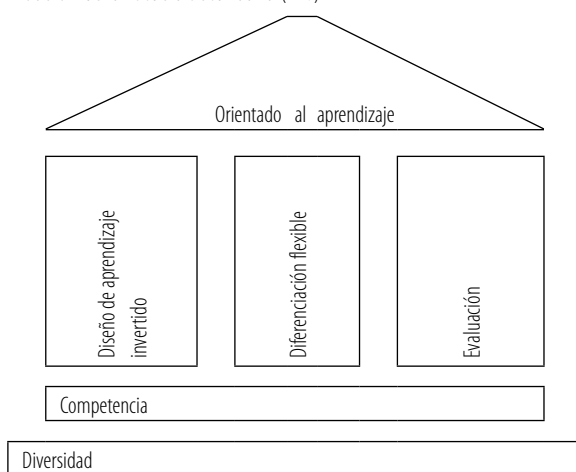 Orientado al aprendizaje
Diseño de aprendizaje
invertido
Diferenciación flexible
Evaluación
Competencia
Diversidad